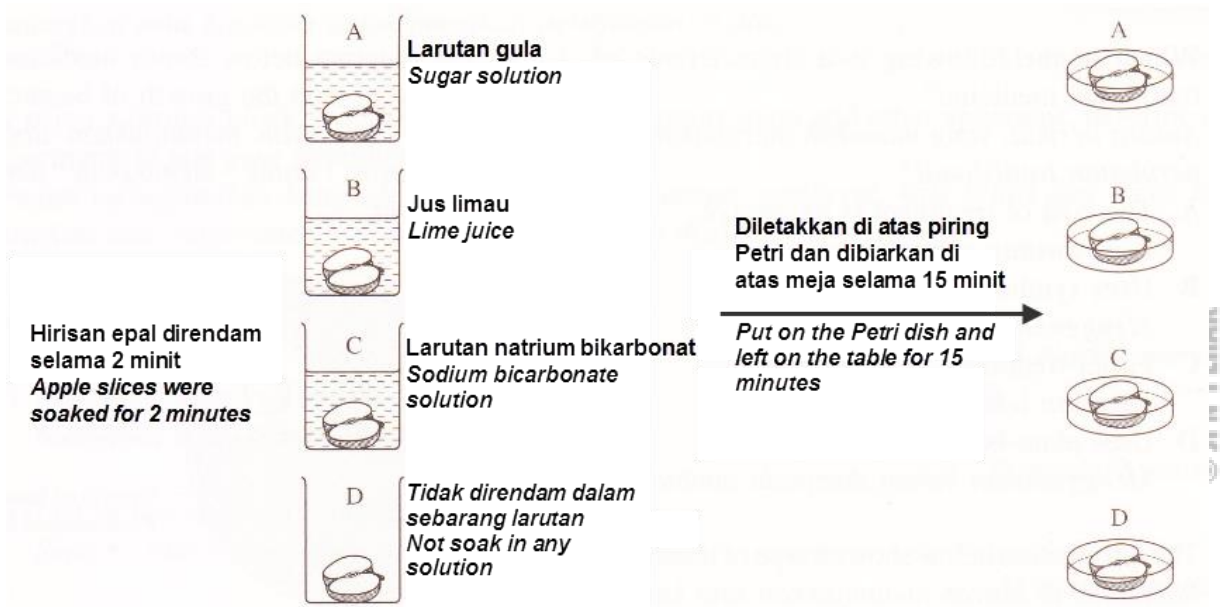 A
Larutan gula
Sugar solution
B
Jus limau
Lime juice
Hirisan epal direndam
selama 2 minit
Apple slices were
soaked for 2 minutes
C
Larutan natrium bikarbonat
Sodium bicarbonate
solution
D
Tidak direndam dalam
sebarang larutan
Not soak in any
solution
Diletakkan di atas piring
Petri dan dibiarkan di
atas meja selama 15 minit
Put on the Petri dish and
left on the table for 15
minutes
A
B
C
D